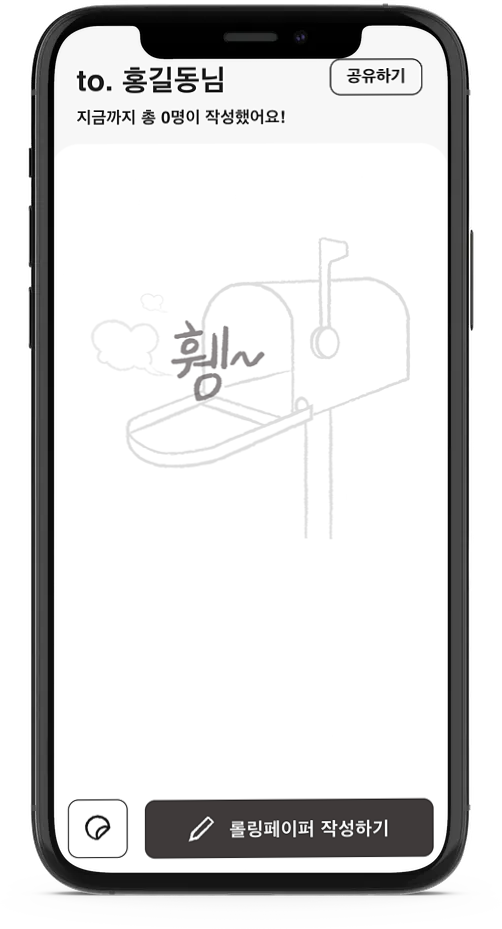 to. 홍길동님
공유하기
지금까지 총 0명이 작성했어요!
휑~
롤링페이퍼 작성하기